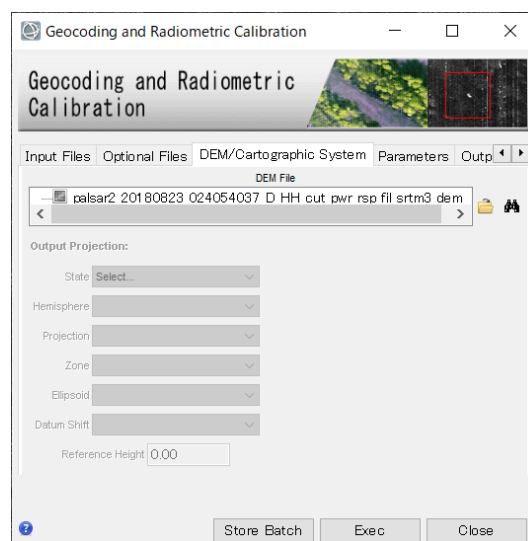 Geocoding and Radiometric Calibration
Geocoding and Radiometric
Calibration
Input Files Optional Files DEM/Cartographic System Parameters Outp
DEM File
palsar2 20180823 024054037 D HH cut pwr rsp fil srtm3 dem
Output Projection:
State Select...
Hemisphere
Projection
Zone
Ellipsoid
Datum Shift
Reference Height 0.00
Store Batch Exec Close